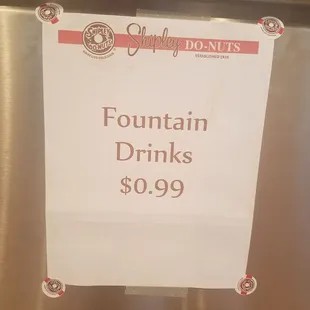 Shipley DO-NUTS
Fountain
Drinks
$0.99